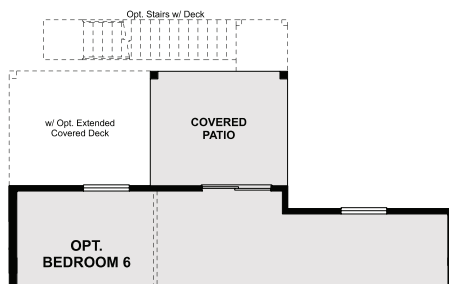 Opt. Stairs w/ Deck
w/ Opt. Extended
Covered Deck
COVERED
PATIO
OPT.
BEDROOM 6